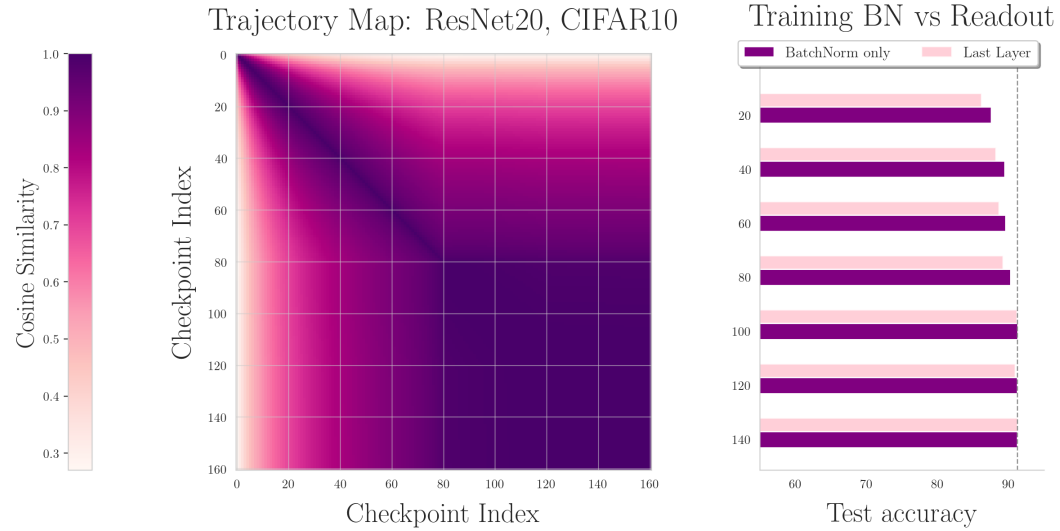 Trajectory Map: ResNet20, CIFAR10
Training BN vs Readout
Cosine Similarity
1.0
0.9
0.8
0.7
0.6
0.5
0.4
0.3
Checkpoint Index
0
20
40
60
80
100
120
140
160
0 20 40 60 80 100 120 140 160
Checkpoint Index
BatchNorm only Last Layer
20
40
60
80
100
120
140
60 70 80 90
Test accuracy